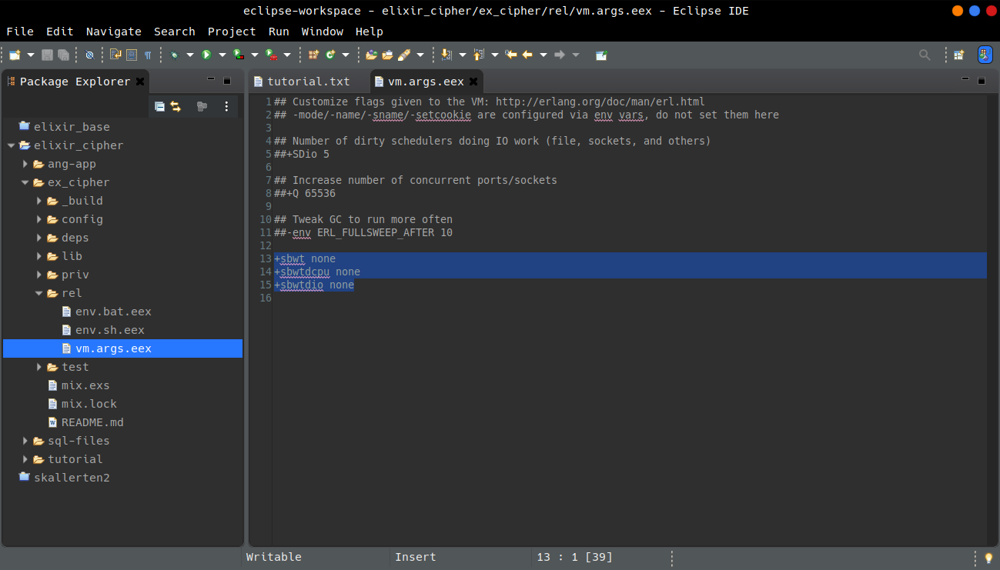 eclipse-workspace - elixir_cipher/ex_cipher/rel/vm.args.eex - Eclipse IDE
File Edit Navigate Search Project Run Window Help
Package Explorer
elixir_base
elixir_cipher
ang-app
ex_cipher
_build
config
deps
lib
priv
rel
env.bat.eex
env.sh.eex
vm.args.eex
test
mix.exs
mix.lock
README.md
sql-files
tutorial
skallerten2
tutorial.txt vm.args.eex
1 ## Customize flags given to the VM: http://erlang.org/doc/man/erl.html
2 ## -mode/-name/-sname/-setcookie are configured via env vars, do not set them here
3
4 ## Number of dirty schedulers doing IO work (file, sockets, and others)
5 ##+SDio 5
6
7 ## Increase number of concurrent ports/sockets
8 ##+Q 65536
9
10 ## Tweak GC to run more often
11 ##-env ERL_FULLSWEEP_AFTER 10
12
13 +sbwt none
14 +sbwtdcpu none
15 +sbwtdio none
16
Writable Insert 13 : 1 [39]